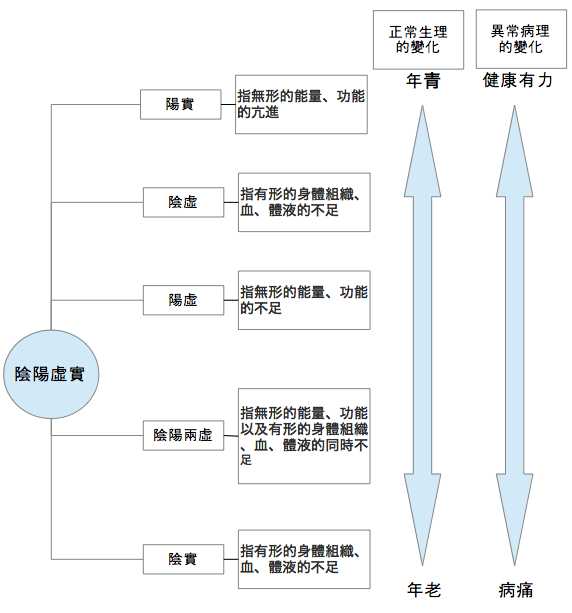 正常生理
的變化
異常病理
的變化
年青
健康有力
陽實
指無形的能量、功能
的亢進
陰虛
指有形的身體組織、
血、體液的不足
陽虛
指無形的能量、功能
的不足
陰陽虛實
陰陽兩虛
指無形的能量、功能
以及有形的身體組織
、血、體液的同時不
足
陰實
指有形的身體組織、
血、體液的不足
年老
病痛